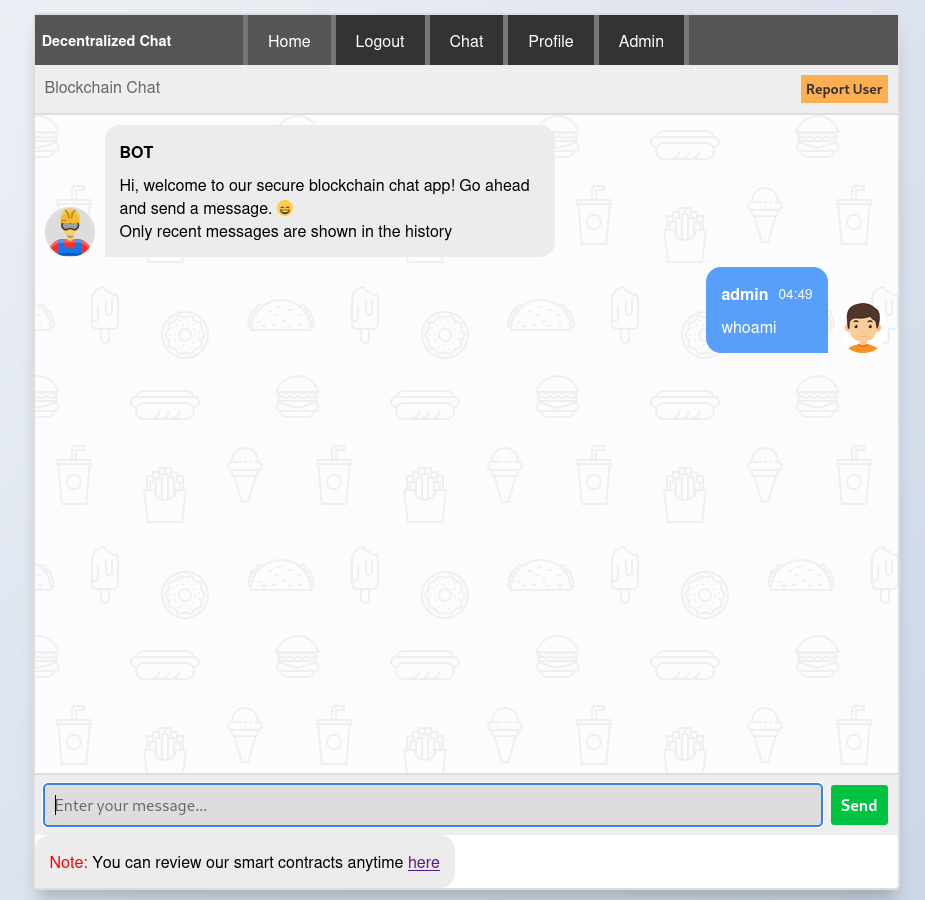 Decentralized Chat Home Logout Chat Profile Admin
Blockchain Chat Report User
BOT
Hi, welcome to our secure blockchain chat app! Go ahead
and send a message. 😄
Only recent messages are shown in the history
admin 04:49
whoami
Enter your message... Send
Note: You can review our smart contracts anytime here